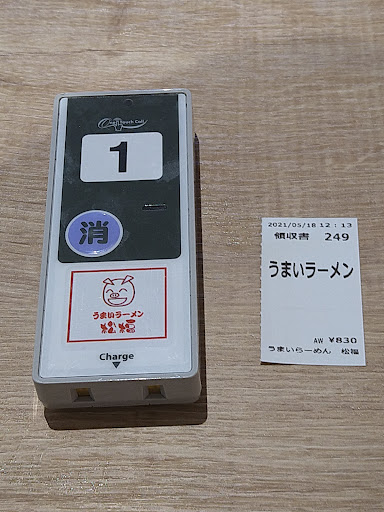 One Touch Call
1
消
うまいラーメン
松福
Charge
2021/05/18 12:13
領収書 249
うまいラーメン
AW ¥830
うまいらーめん 松福